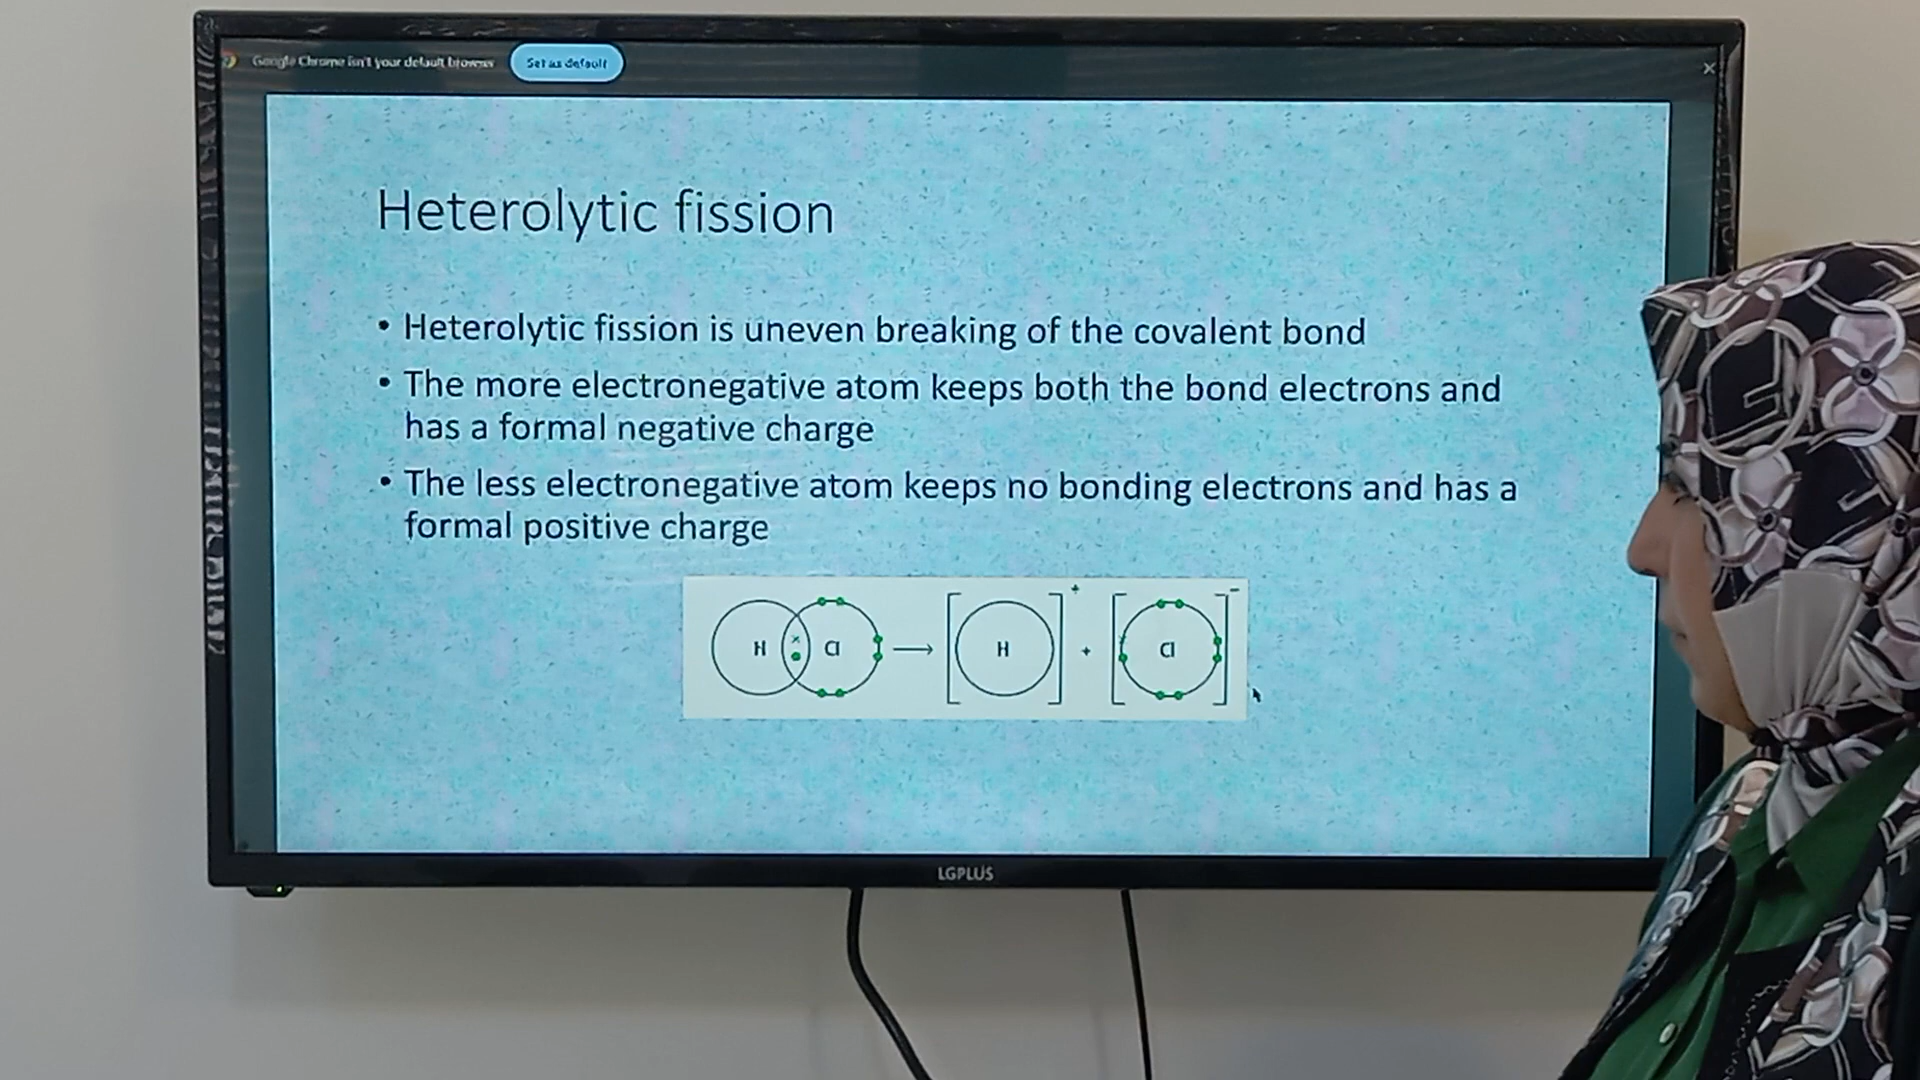 Google Chrome isn't your default browser
Set as default
Heterolytic fission
• Heterolytic fission is uneven breaking of the covalent bond
• The more electronegative atom keeps both the bond electrons and
has a formal negative charge
• The less electronegative atom keeps no bonding electrons and has a
formal positive charge
H Cl → [ H ]+ + [ Cl ]−
LGPLUS